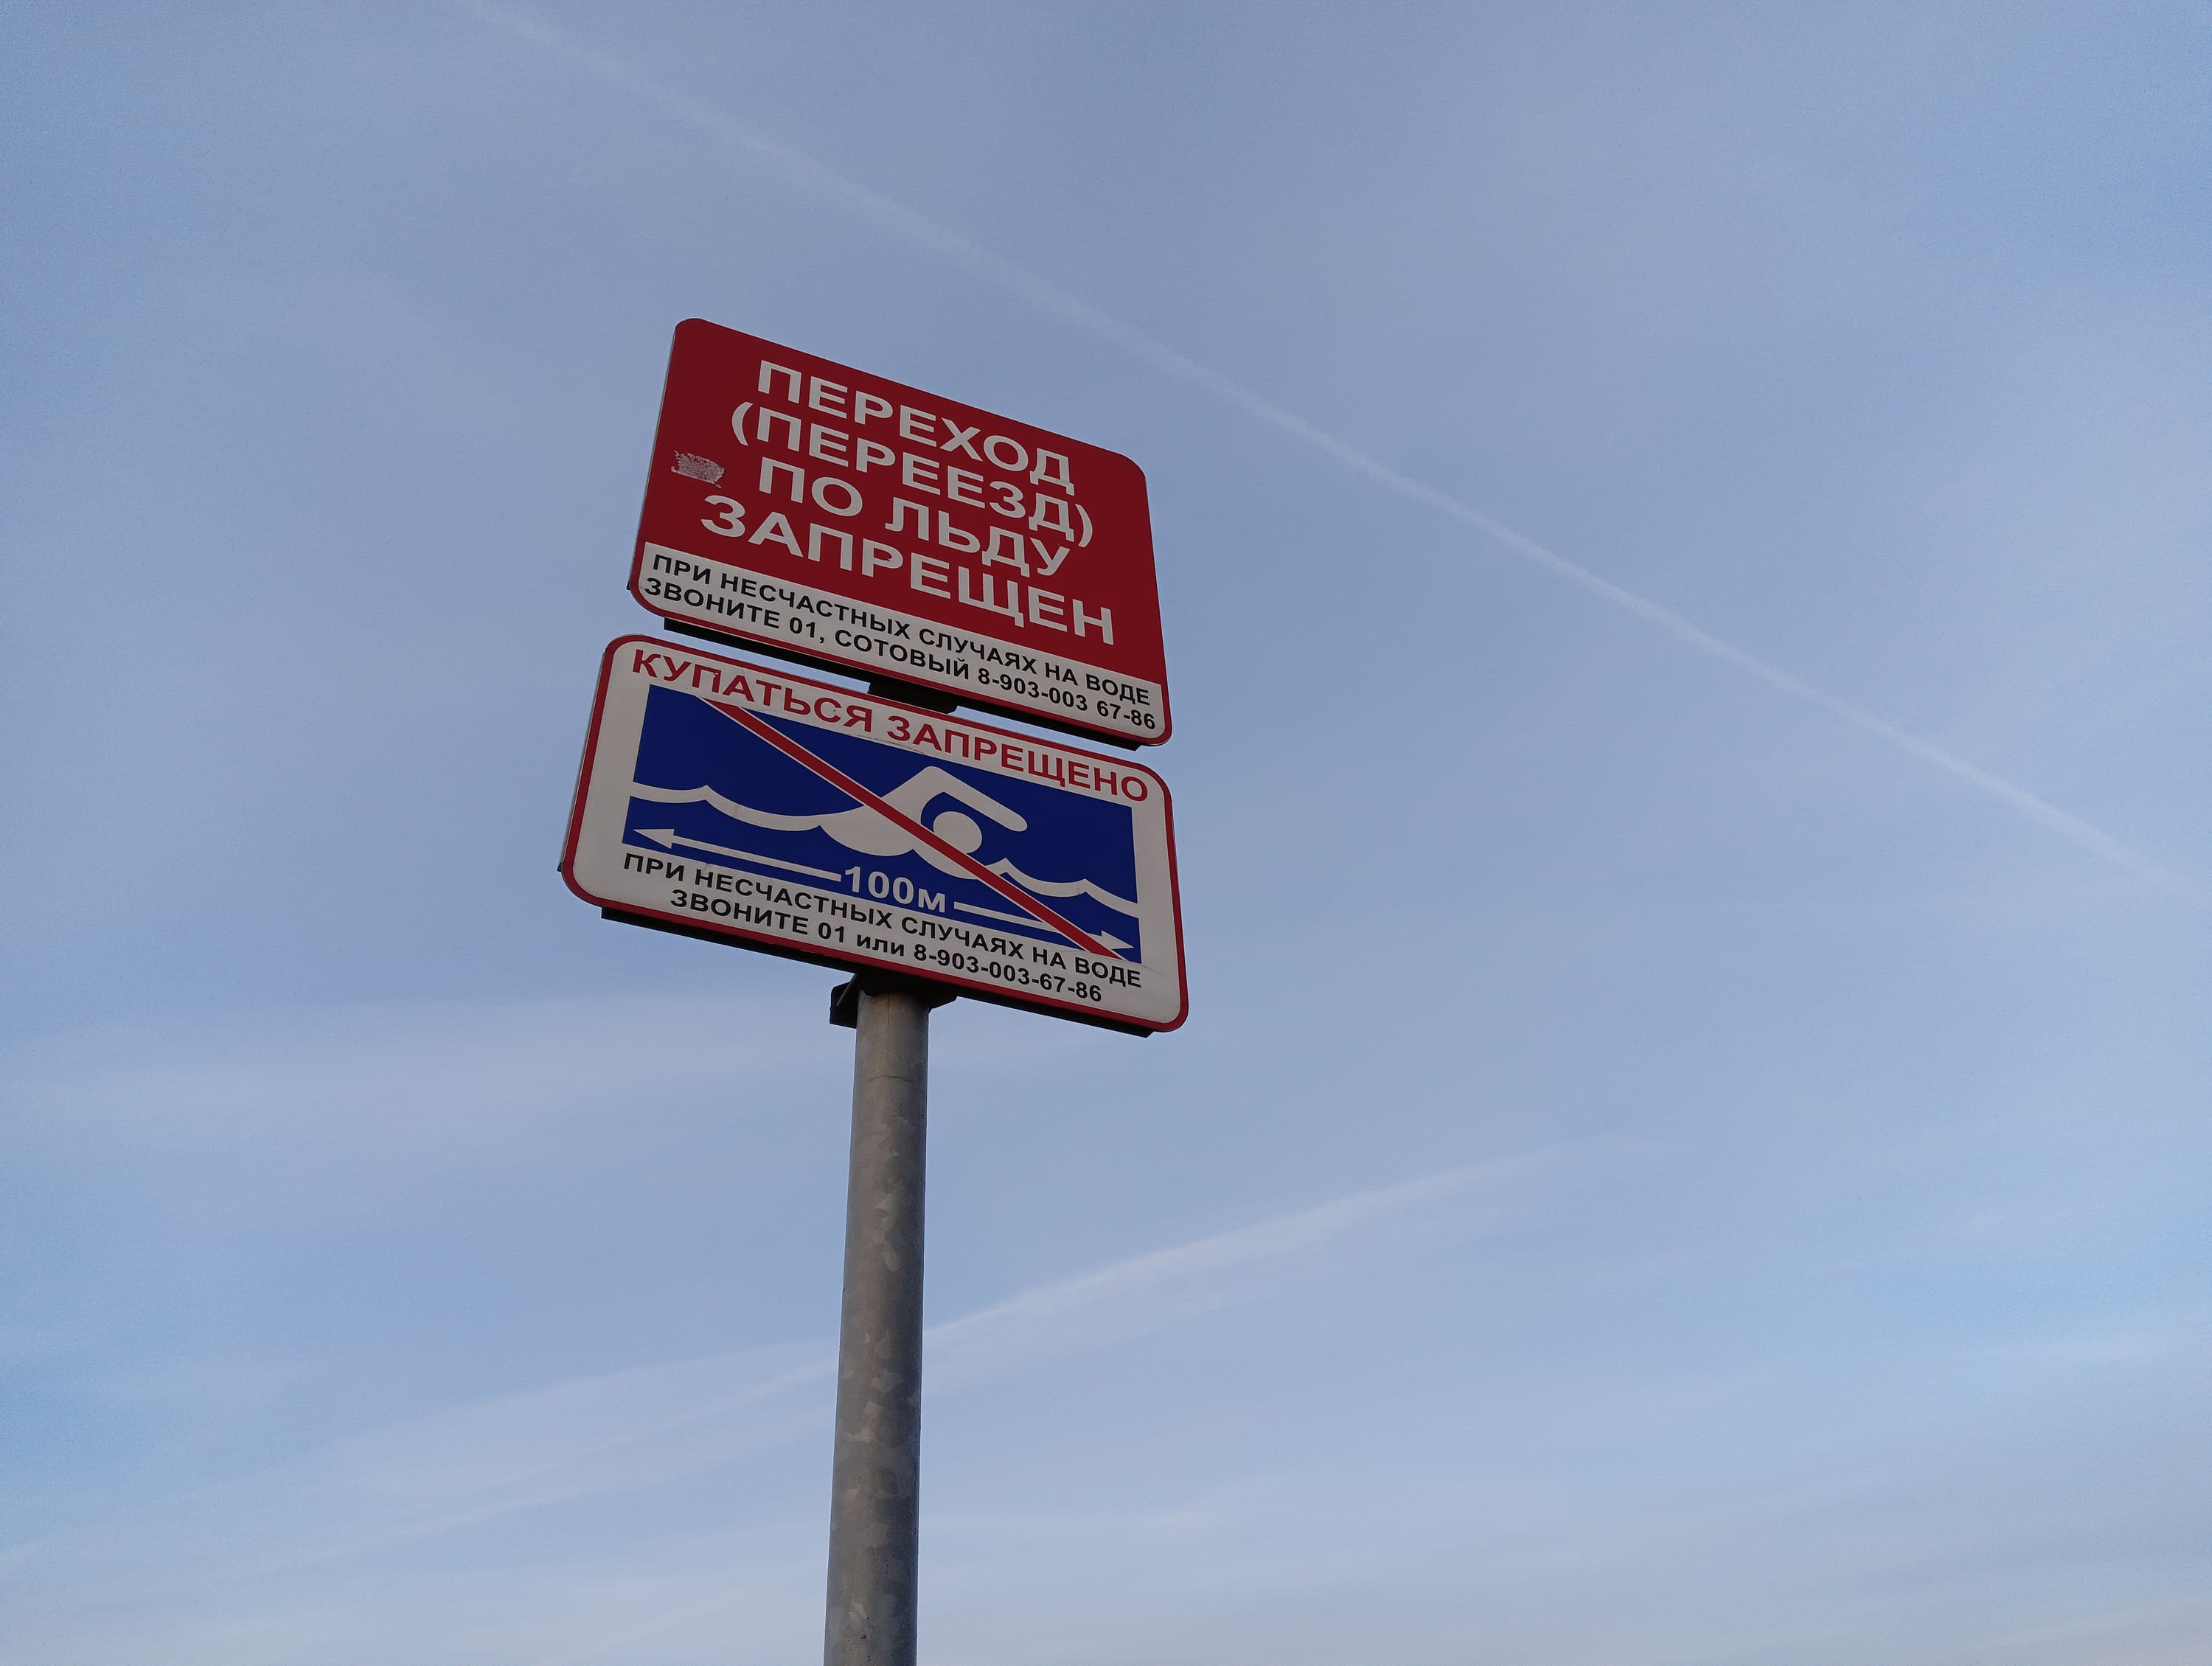 ПЕРЕХОД
(ПЕРЕЕЗД)
ПО ЛЬДУ
ЗАПРЕЩЕН
ПРИ НЕСЧАСТНЫХ СЛУЧАЯХ НА ВОДЕ
ЗВОНИТЕ 01, СОТОВЫЙ 8-903-003 67-86
КУПАТЬСЯ ЗАПРЕЩЕНО
100м
ПРИ НЕСЧАСТНЫХ СЛУЧАЯХ НА ВОДЕ
ЗВОНИТЕ 01 или 8-903-003-67-86